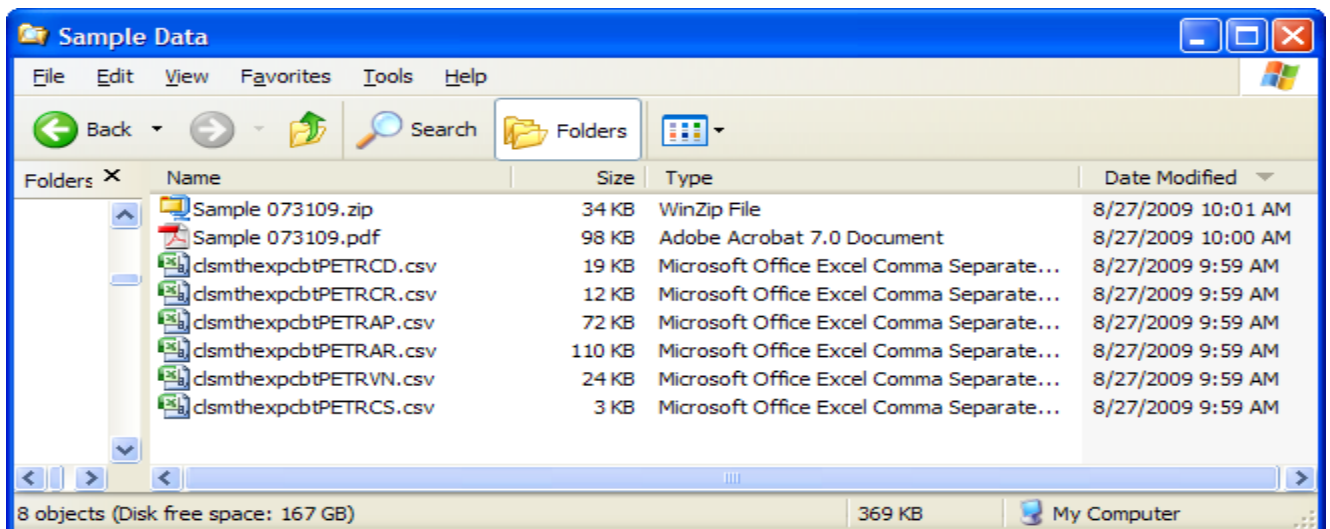 Sample Data
File Edit View Favorites Tools Help
Back Search Folders
Folders Name Size Type Date Modified
Sample 073109.zip 34 KB WinZip File 8/27/2009 10:01 AM
Sample 073109.pdf 98 KB Adobe Acrobat 7.0 Document 8/27/2009 10:00 AM
clsmthexpcbtPETRCD.csv 19 KB Microsoft Office Excel Comma Separate... 8/27/2009 9:59 AM
clsmthexpcbtPETRCR.csv 12 KB Microsoft Office Excel Comma Separate... 8/27/2009 9:59 AM
clsmthexpcbtPETRAP.csv 72 KB Microsoft Office Excel Comma Separate... 8/27/2009 9:59 AM
clsmthexpcbtPETRAR.csv 110 KB Microsoft Office Excel Comma Separate... 8/27/2009 9:59 AM
clsmthexpcbtPETRVN.csv 24 KB Microsoft Office Excel Comma Separate... 8/27/2009 9:59 AM
clsmthexpcbtPETRCS.csv 3 KB Microsoft Office Excel Comma Separate... 8/27/2009 9:59 AM
8 objects (Disk free space: 167 GB) 369 KB My Computer